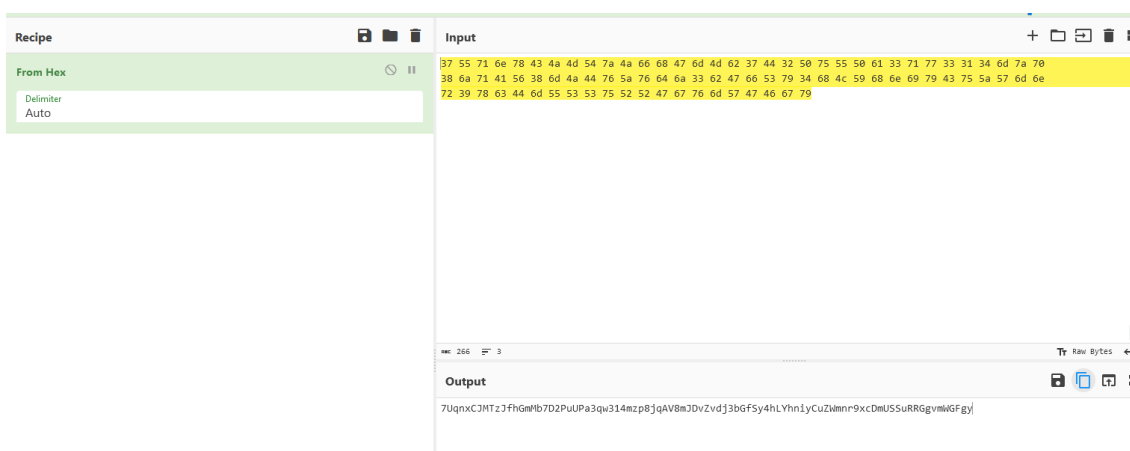 Recipe
Input
From Hex
Delimiter
Auto
37 55 71 6e 78 43 4a 4d 54 7a 4a 66 68 47 6d 4d 62 37 44 32 50 75 55 50 61 33 71 77 33 31 34 6d 7a 70
38 6a 71 41 56 38 6d 4a 44 76 5a 76 64 6a 33 62 47 66 53 79 34 68 4c 59 68 6e 69 79 43 75 5a 57 6d 6e
72 39 78 63 44 6d 55 53 53 75 52 52 47 67 76 6d 57 47 46 67 79
266
3
Raw Bytes
Output
7UqnxCJMTzJfhGmMb7D2PuUPa3qw314mzp8jqAV8mJDvZvdj3bGfSy4hLYhniyCuZWmnr9xcDmUSSuRRGgvmWGFgy